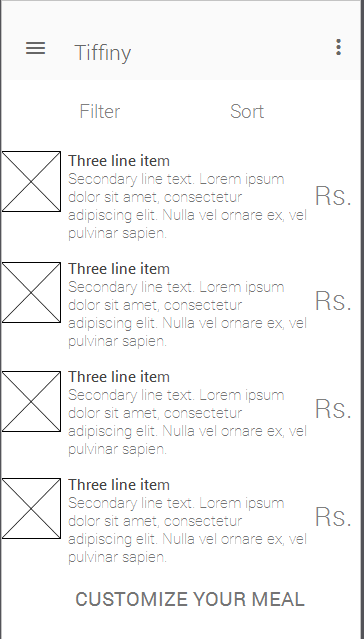 Tiffiny
Filter Sort
Three line item
Secondary line text. Lorem ipsum
dolor sit amet, consectetur
adipiscing elit. Nulla vel ornare ex, vel
pulvinar sapien.
Rs.
Three line item
Secondary line text. Lorem ipsum
dolor sit amet, consectetur
adipiscing elit. Nulla vel ornare ex, vel
pulvinar sapien.
Rs.
Three line item
Secondary line text. Lorem ipsum
dolor sit amet, consectetur
adipiscing elit. Nulla vel ornare ex, vel
pulvinar sapien.
Rs.
Three line item
Secondary line text. Lorem ipsum
dolor sit amet, consectetur
adipiscing elit. Nulla vel ornare ex, vel
pulvinar sapien.
Rs.
CUSTOMIZE YOUR MEAL